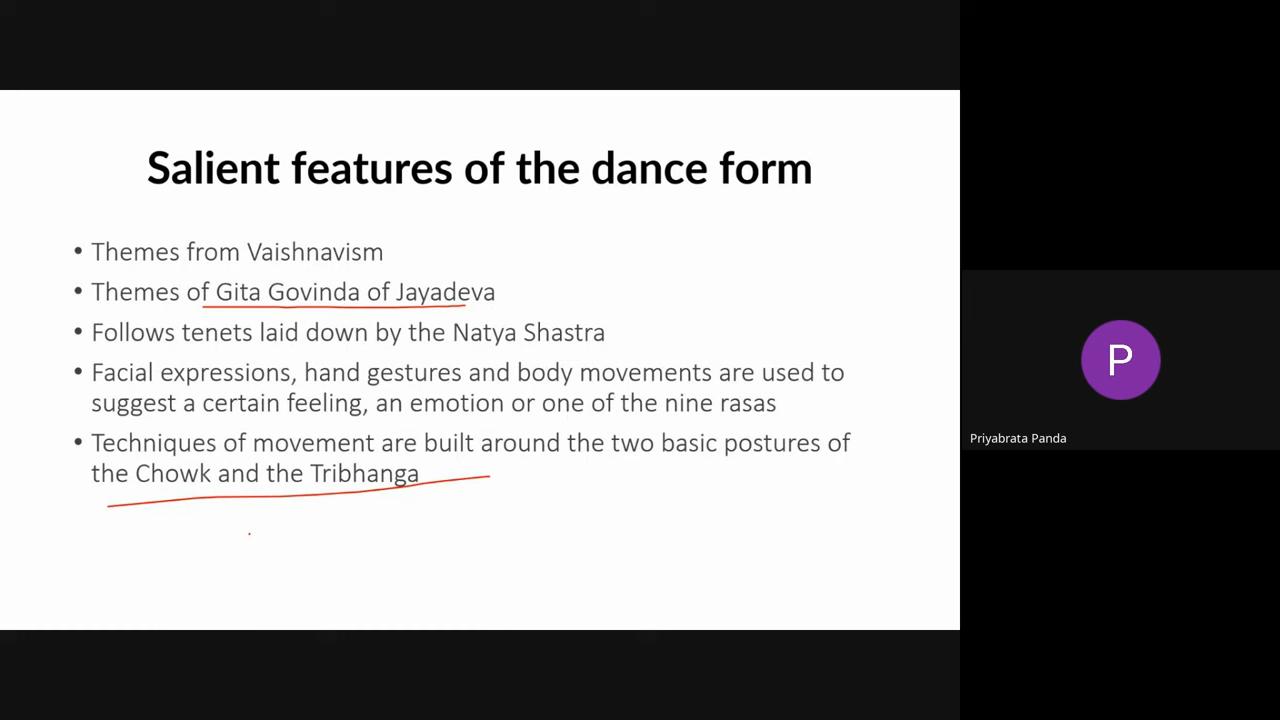 Salient features of the dance form
• Themes from Vaishnavism
• Themes of Gita Govinda of Jayadeva
• Follows tenets laid down by the Natya Shastra
• Facial expressions, hand gestures and body movements are used to
suggest a certain feeling, an emotion or one of the nine rasas
• Techniques of movement are built around the two basic postures of
the Chowk and the Tribhanga
P
Priyabrata Panda